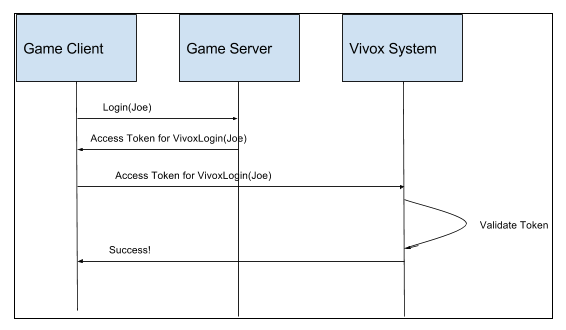 Game Client
Game Server
Vivox System
Login(Joe)
Access Token for VivoxLogin(Joe)
Access Token for VivoxLogin(Joe)
Validate Token
Success!